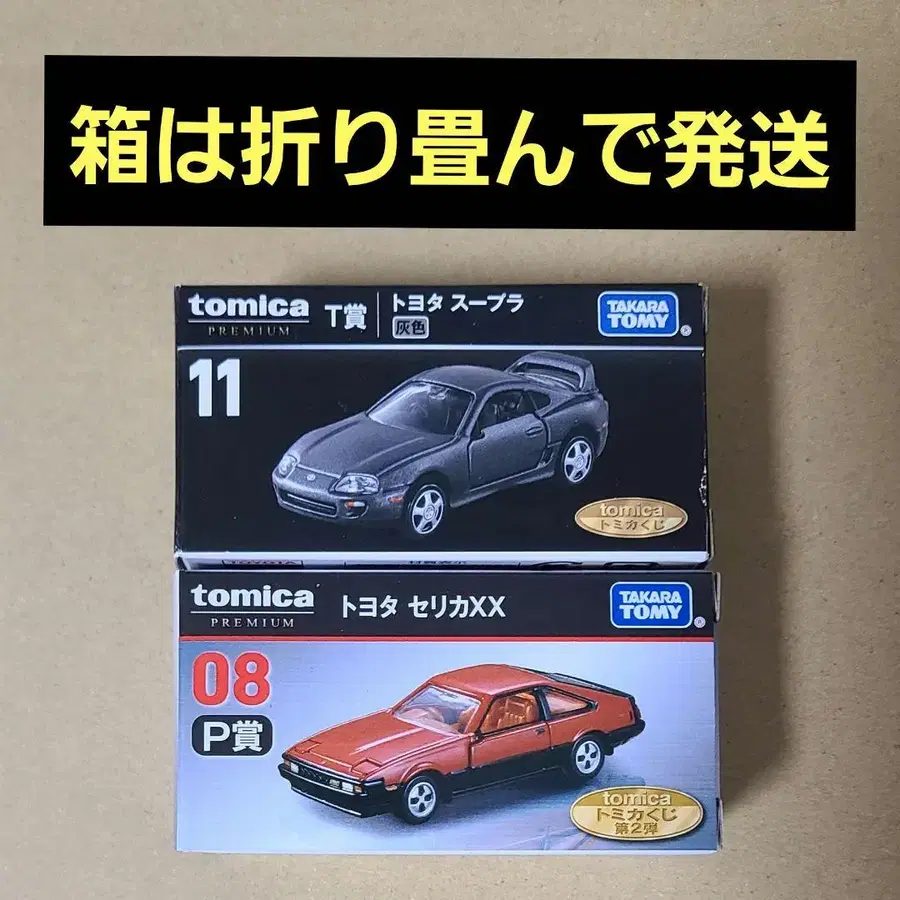 箱は折り畳んで発送
tomica
PREMIUM
T賞
トヨタ スープラ
灰色
TAKARA
TOMY
11
tomica
トミカくじ
tomica
PREMIUM
トヨタ セリカXX
TAKARA
TOMY
08
P賞
tomica
トミカくじ
第2弾